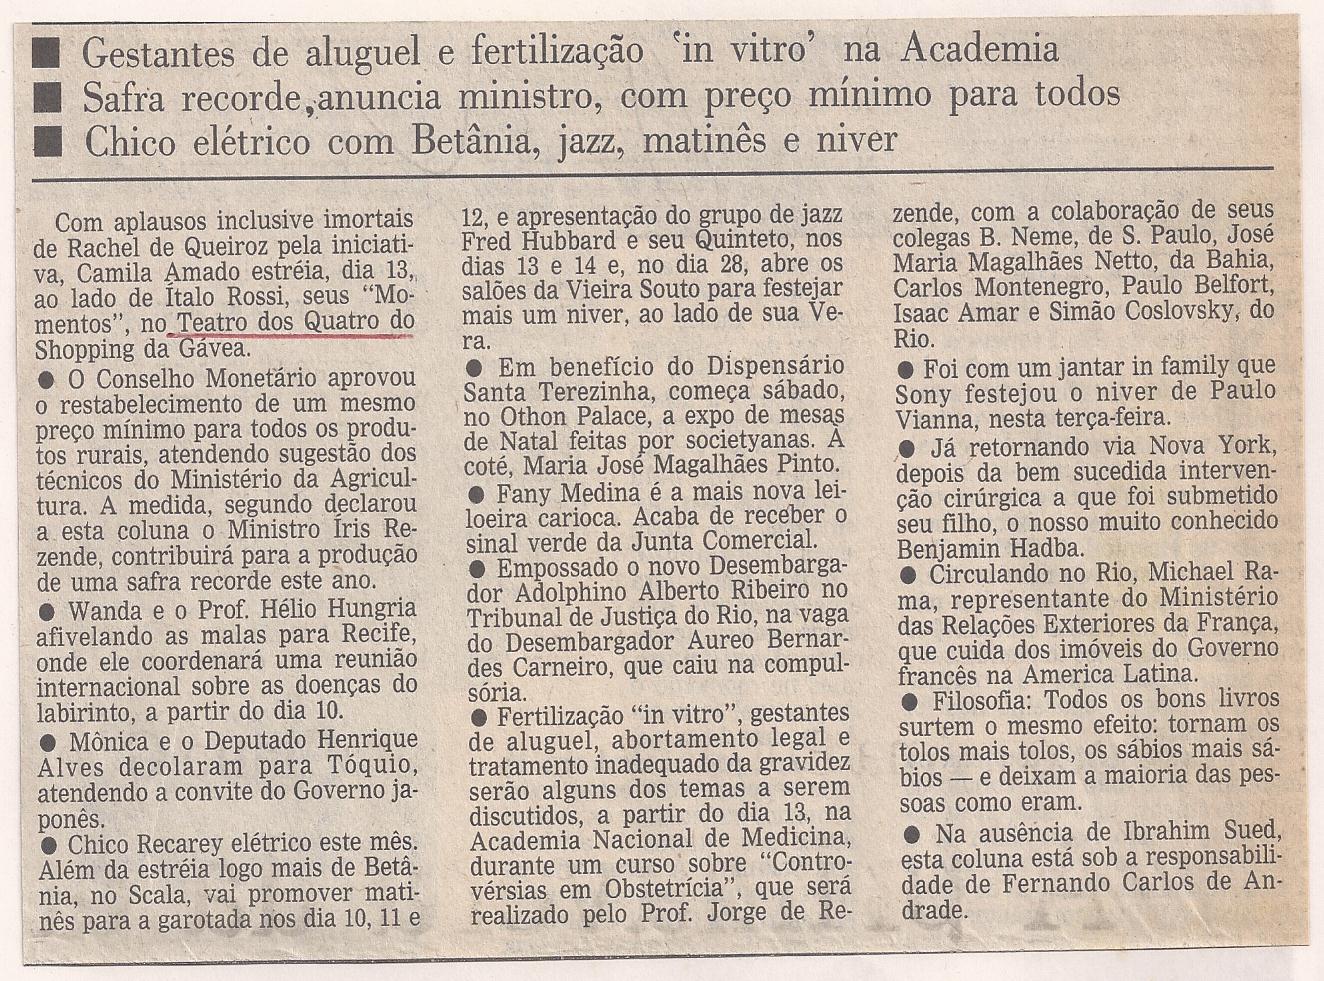 ■ Gestantes de aluguel e fertilização ‘in vitro’ na Academia
■ Safra recorde, anuncia ministro, com preço mínimo para todos
■ Chico elétrico com Betânia, jazz, matinês e niver
Com aplausos inclusive imortais
de Rachel de Queiroz pela iniciati-
va, Camila Amado estréia, dia 13,
ao lado de Ítalo Rossi, seus “Mo-
mentos”, no Teatro dos Quatro do
Shopping da Gávea.
● O Conselho Monetário aprovou
o restabelecimento de um mesmo
preço mínimo para todos os produ-
tos rurais, atendendo sugestão dos
técnicos do Ministério da Agricul-
tura. A medida, segundo declarou
a esta coluna o Ministro Íris Re-
zende, contribuirá para a produção
de uma safra recorde este ano.
● Wanda e o Prof. Hélio Hungria
afivelando as malas para Recife,
onde ele coordenará uma reunião
internacional sobre as doenças do
labirinto, a partir do dia 10.
● Mônica e o Deputado Henrique
Alves decolaram para Tóquio,
atendendo a convite do Governo ja-
ponês.
● Chico Recarey elétrico este mês.
Além da estréia logo mais de Betâ-
nia, no Scala, vai promover mati-
nês para a garotada nos dia 10, 11 e
12, e apresentação do grupo de jazz
Fred Hubbard e seu Quinteto, nos
dias 13 e 14 e, no dia 28, abre os
salões da Vieira Souto para festejar
mais um niver, ao lado de sua Ve-
ra.
● Em benefício do Dispensário
Santa Terezinha, começa sábado,
no Othon Palace, a expo de mesas
de Natal feitas por societyanas. À
coté, Maria José Magalhães Pinto.
● Fany Medina é a mais nova lei-
loeira carioca. Acaba de receber o
sinal verde da Junta Comercial.
● Empossado o novo Desembarga-
dor Adolphino Alberto Ribeiro no
Tribunal de Justiça do Rio, na vaga
do Desembargador Aureo Bernar-
des Carneiro, que caiu na compul-
sória.
● Fertilização “in vitro”, gestantes
de aluguel, abortamento legal e
tratamento inadequado da gravidez
serão alguns dos temas a serem
discutidos, a partir do dia 13, na
Academia Nacional de Medicina,
durante um curso sobre “Contro-
vérsias em Obstetrícia”, que será
realizado pelo Prof. Jorge de Re-
zende, com a colaboração de seus
colegas B. Neme, de S. Paulo, José
Maria Magalhães Netto, da Bahia,
Carlos Montenegro, Paulo Belfort,
Isaac Amar e Simão Coslovsky, do
Rio.
● Foi com um jantar in family que
Sony festejou o niver de Paulo
Vianna, nesta terça-feira.
● Já retornando via Nova York,
depois da bem sucedida interven-
ção cirúrgica a que foi submetido
seu filho, o nosso muito conhecido
Benjamin Hadba.
● Circulando no Rio, Michael Ra-
ma, representante do Ministério
das Relações Exteriores da França,
que cuida dos imóveis do Governo
francês na America Latina.
● Filosofia: Todos os bons livros
surtem o mesmo efeito: tornam os
tolos mais tolos, os sábios mais sá-
bios — e deixam a maioria das pes-
soas como eram.
● Na ausência de Ibrahim Sued,
esta coluna está sob a responsabili-
dade de Fernando Carlos de An-
drade.